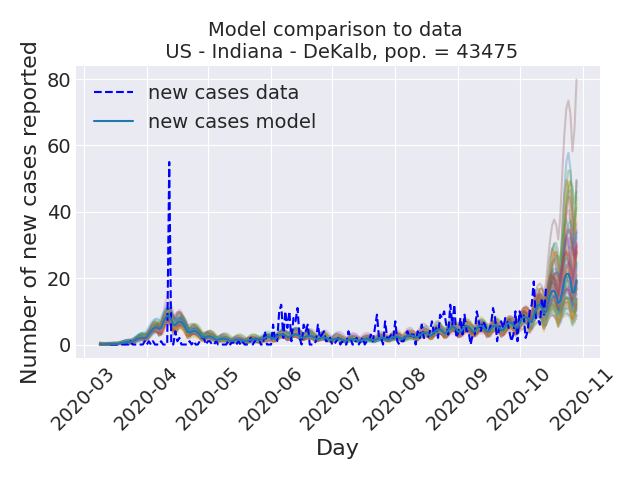 Model comparison to data
US - Indiana - DeKalb, pop. = 43475
Number of new cases reported
80
60
40
20
0
new cases data
new cases model
2020-03
2020-04
2020-05
2020-06
2020-07
2020-08
2020-09
2020-10
2020-11
Day